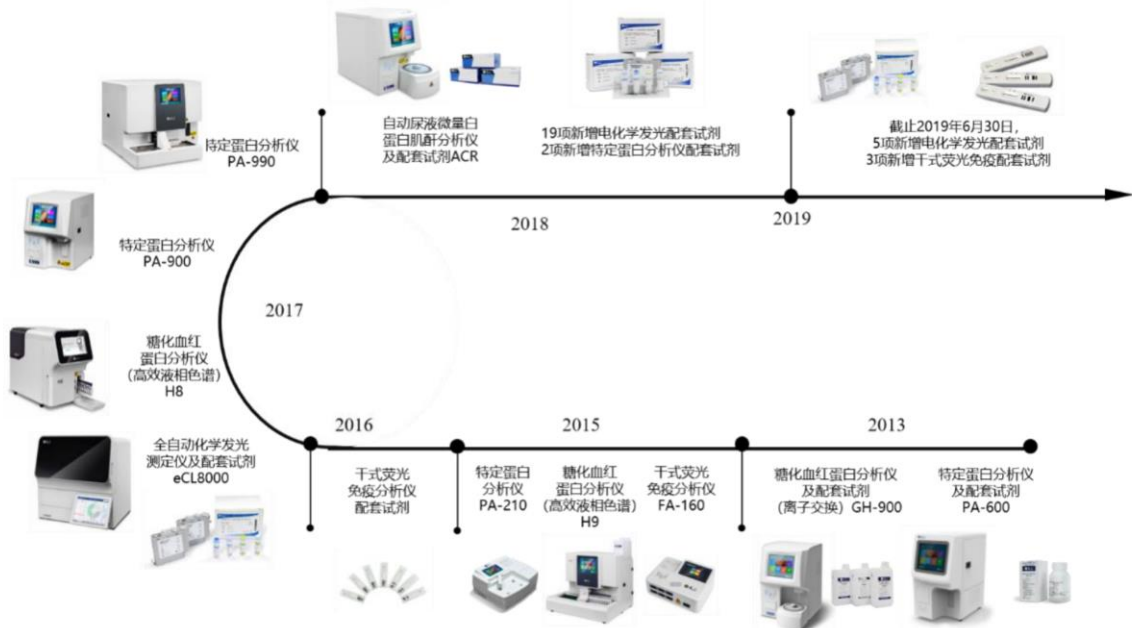 自动尿液微量白
蛋白肌酐分析仪
及配套试剂ACR
19项新增电化学发光配套试剂
2项新增特定蛋白分析仪配套试剂
截止2019年6月30日,
5项新增电化学发光配套试剂
3项新增干式荧光免疫配套试剂
特定蛋白分析仪
PA-990
2018
2019
特定蛋白分析仪
PA-900
2017
糖化血红
蛋白分析仪
(高效液相色谱)
H8
全自动化学发光
测定仪及配套试剂
eCL8000
2016
2015
2013
干式荧光
免疫分析仪
配套试剂
特定蛋白
分析仪
PA-210
糖化血红
蛋白分析仪
(高效液相色谱)
H9
干式荧光
免疫分析仪
FA-160
糖化血红蛋白分析仪
及配套试剂
(离子交换) GH-900
特定蛋白分析仪
及配套试剂
PA-600